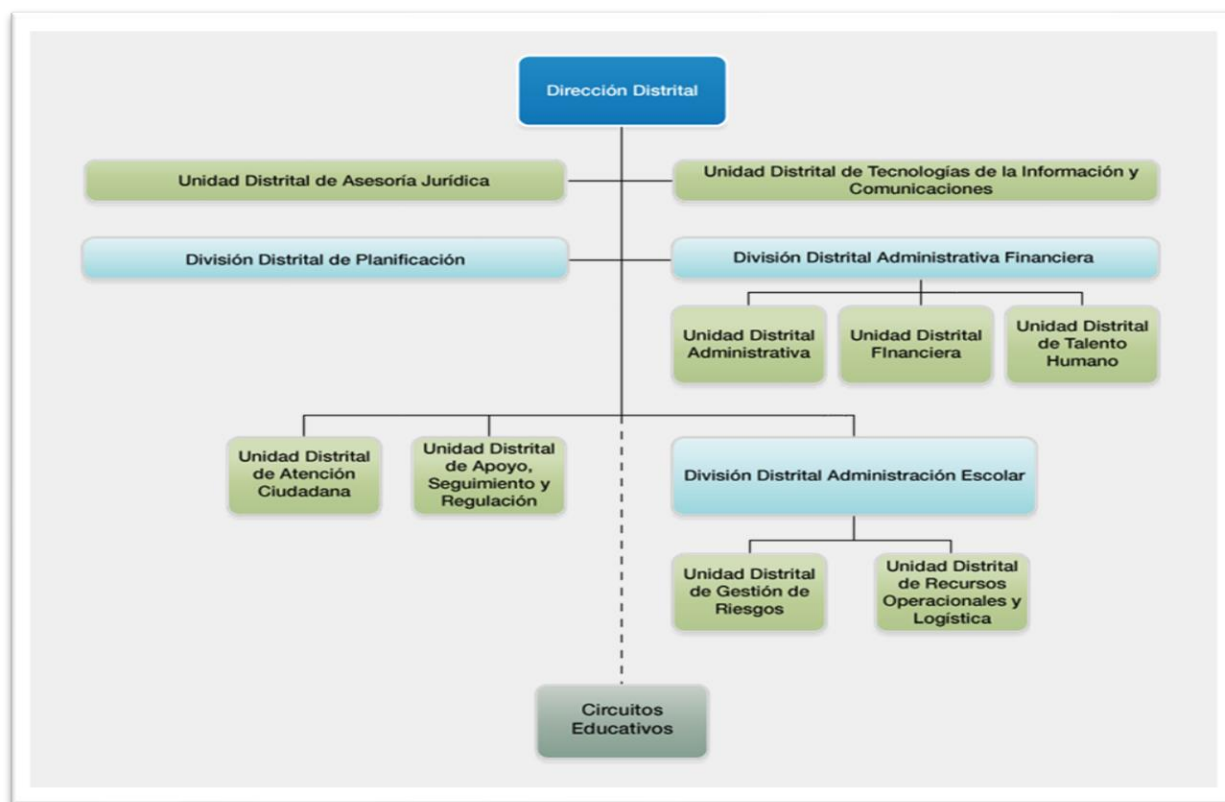 Dirección Distrital
Unidad Distrital de Asesoría Jurídica
Unidad Distrital de Tecnologías de la Información y
Comunicaciones
División Distrital de Planificación
División Distrital Administrativa Financiera
Unidad Distrital
Administrativa
Unidad Distrital
FInanciera
Unidad Distrital
de Talento
Humano
Unidad Distrital
de Atención
Ciudadana
Unidad Distrital
de Apoyo,
Seguimiento y
Regulación
División Distrital Administración Escolar
Unidad Distrital
de Gestión de
Riesgos
Unidad Distrital
de Recursos
Operacionales y
Logística
Circuitos
Educativos